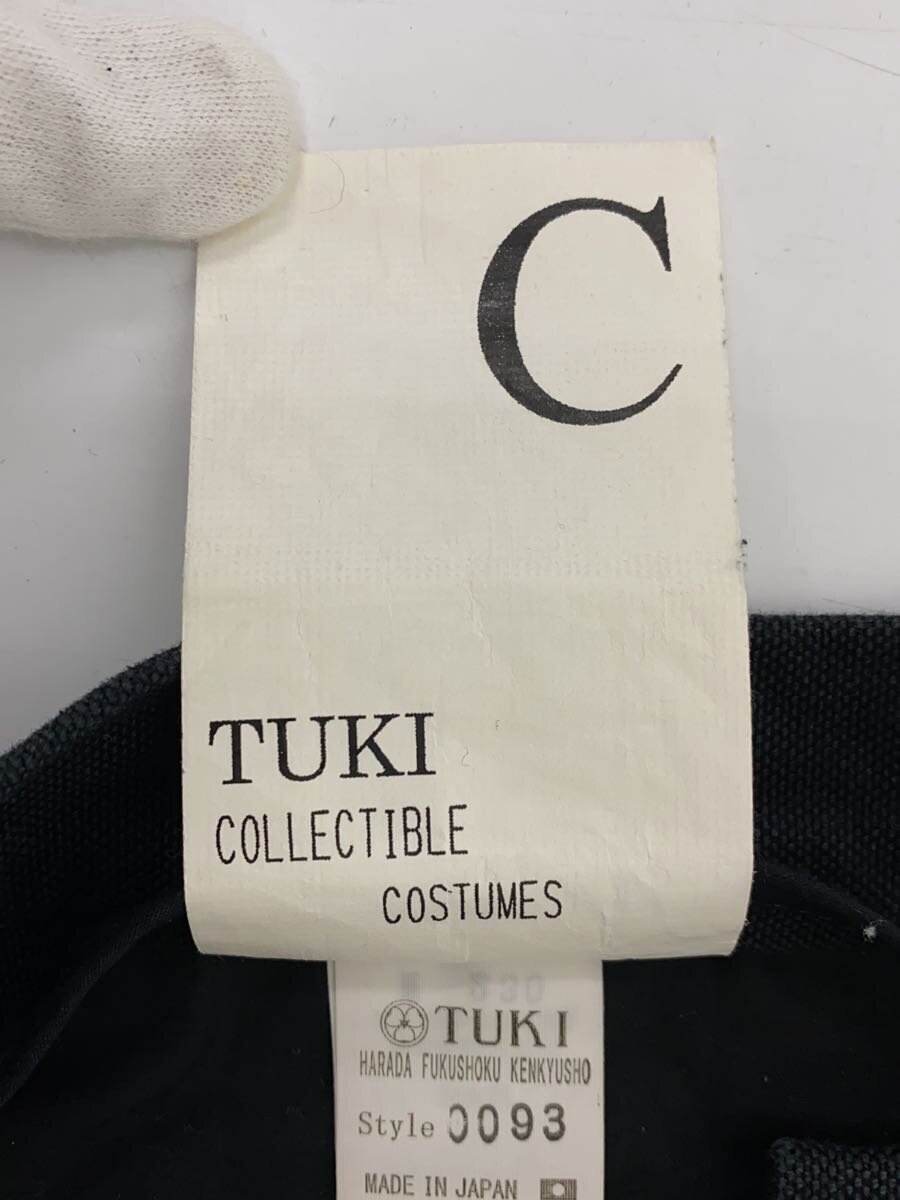 C
TUKI
COLLECTIBLE
COSTUMES
TUKI
HARADA FUKUSHOKU KENKYUSHO
Style 0093
MADE IN JAPAN